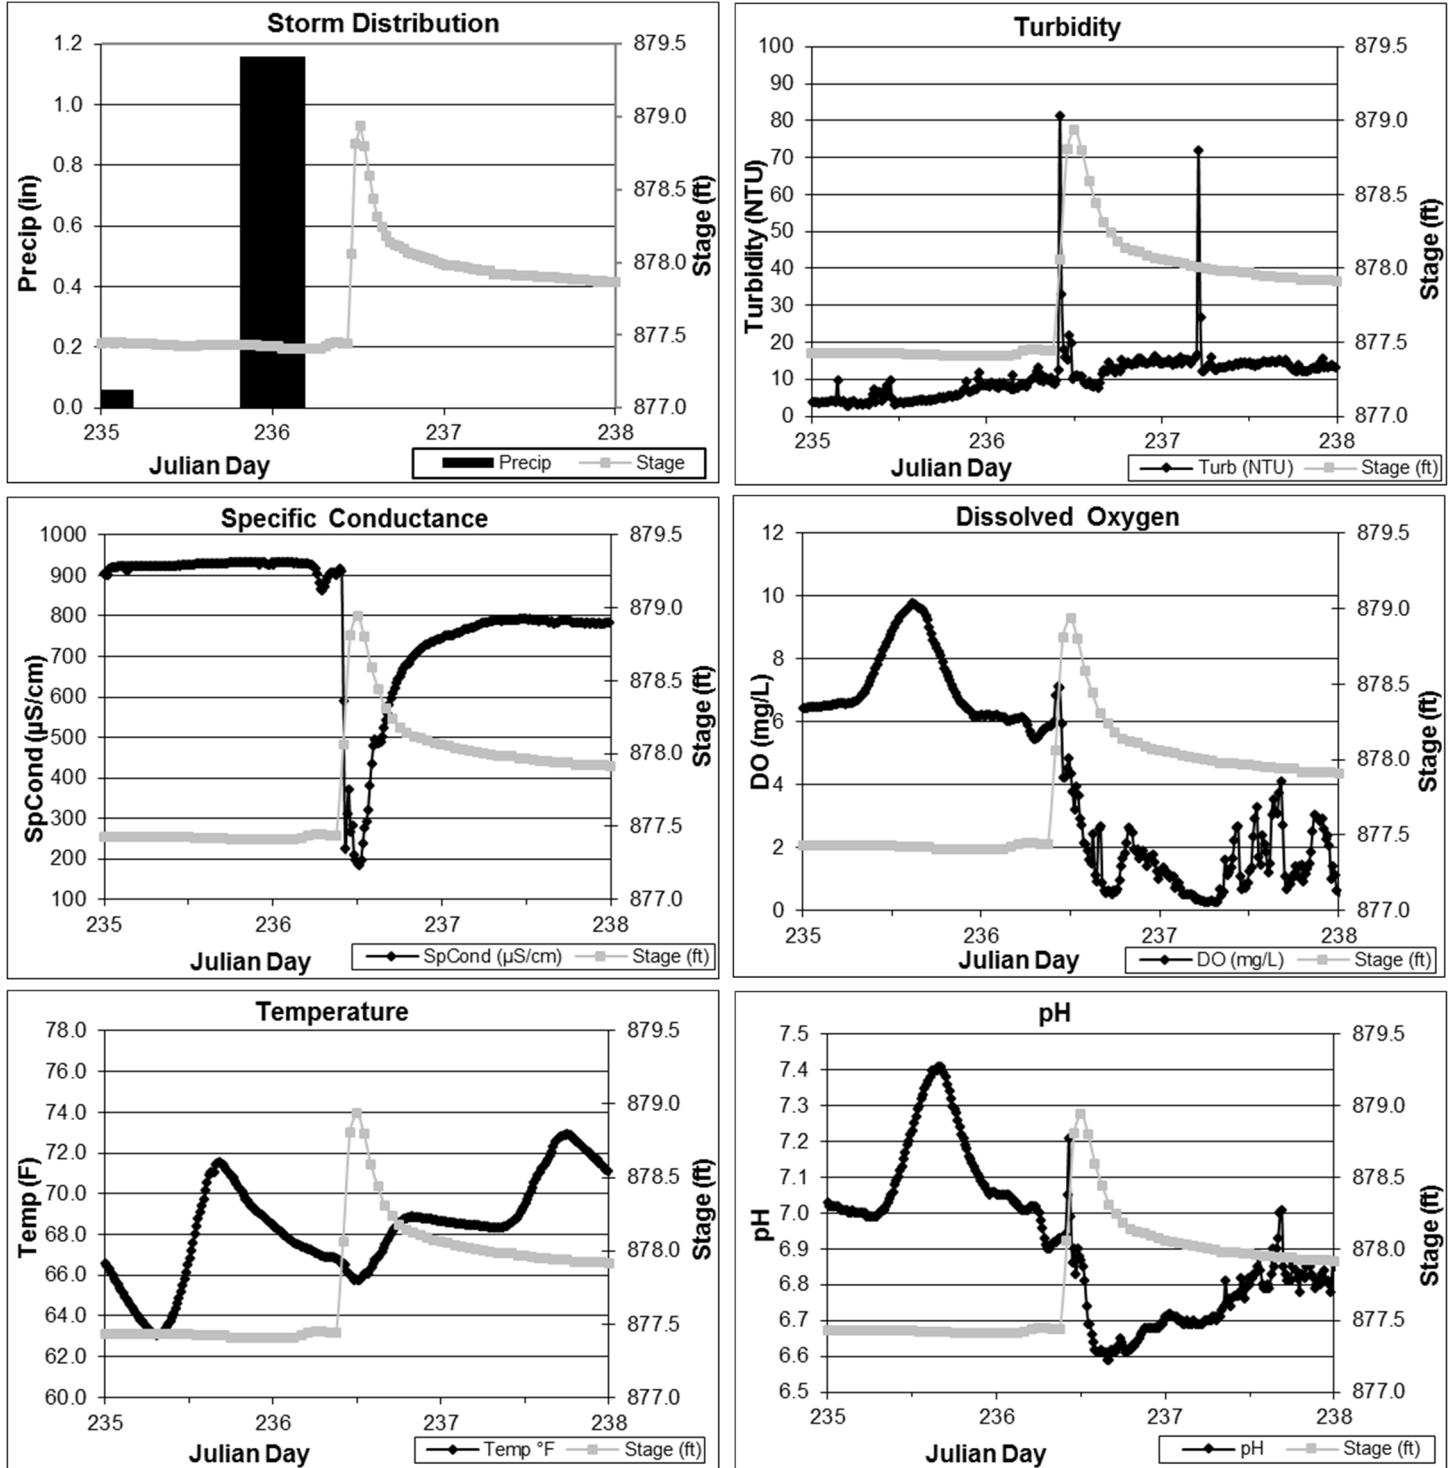 Storm Distribution
1.2
1.0
0.8
0.6
0.4
0.2
0.0
Precip (in)
879.5
879.0
878.5
878.0
877.5
877.0
Stage (ft)
235 236 237 238
Julian Day
Precip Stage
Turbidity
100
90
80
70
60
50
40
30
20
10
0
Turbidity (NTU)
879.5
879.0
878.5
878.0
877.5
877.0
Stage (ft)
235 236 237 238
Julian Day
Turb (NTU) Stage (ft)
Specific Conductance
1000
900
800
700
600
500
400
300
200
100
SpCond (µS/cm)
879.5
879.0
878.5
878.0
877.5
877.0
Stage (ft)
235 236 237 238
Julian Day
SpCond (µS/cm) Stage (ft)
Dissolved Oxygen
12
10
8
6
4
2
0
DO (mg/L)
879.5
879.0
878.5
878.0
877.5
877.0
Stage (ft)
235 236 237 238
Julian Day
DO (mg/L) Stage (ft)
Temperature
78.0
76.0
74.0
72.0
70.0
68.0
66.0
64.0
62.0
60.0
Temp (F)
879.5
879.0
878.5
878.0
877.5
877.0
Stage (ft)
235 236 237 238
Julian Day
Temp °F Stage (ft)
pH
7.5
7.4
7.3
7.2
7.1
7.0
6.9
6.8
6.7
6.6
6.5
pH
879.5
879.0
878.5
878.0
877.5
877.0
Stage (ft)
235 236 237 238
Julian Day
pH Stage (ft)